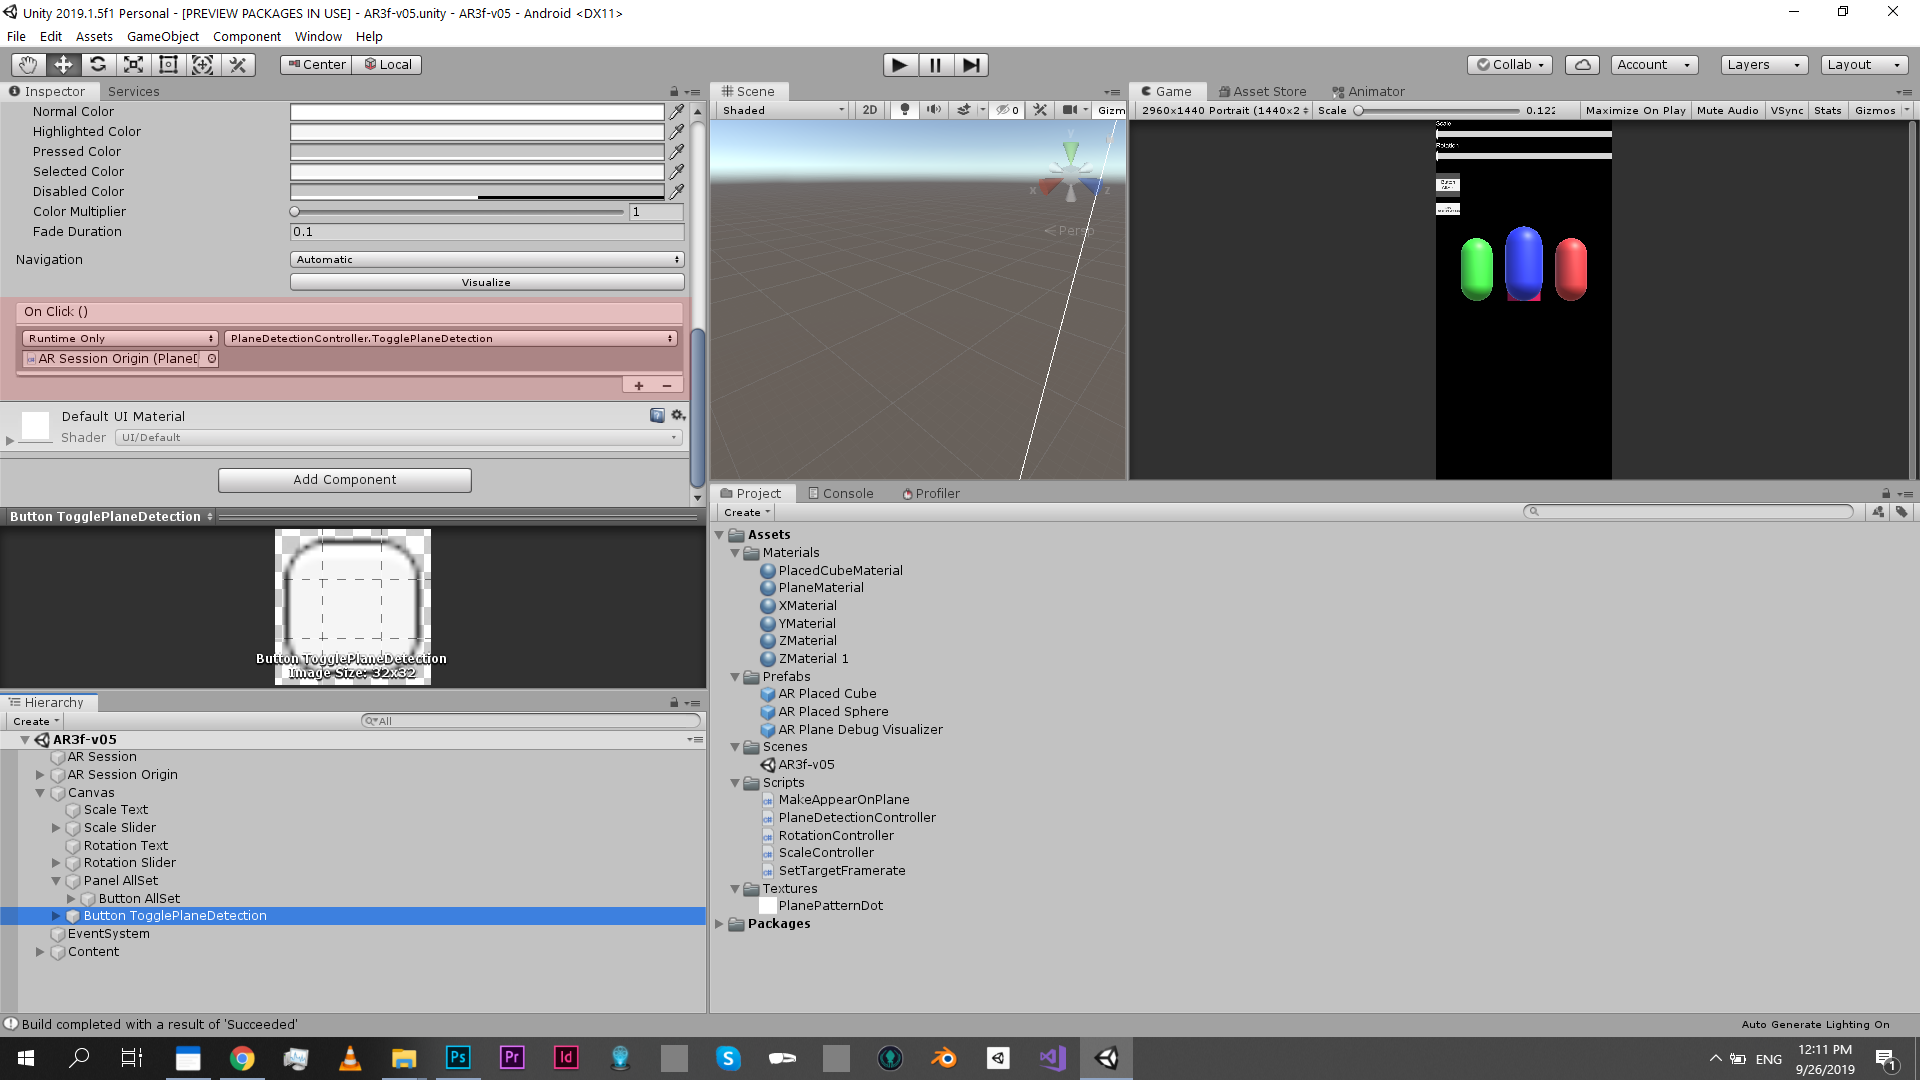 Unity 2019.1.5f1 Personal - [PREVIEW PACKAGES IN USE] - AR3f-v05.unity - AR3f-v05 - Android <DX11>
File Edit Assets GameObject Component Window Help
Center Local Collab Account Layers Layout
Inspector Services
Normal Color
Highlighted Color
Pressed Color
Selected Color
Disabled Color
Color Multiplier 1
Fade Duration 0.1
Navigation Automatic
Visualize
On Click ()
Runtime Only PlaneDetectionController.TogglePlaneDetection
AR Session Origin (PlaneD
+ −
Default UI Material
Shader UI/Default
Add Component
Button TogglePlaneDetection
Button TogglePlaneDetection
Image Size: 32x32
Scene
Shaded 2D 0 Gizm
y
x z
Persp
Game Asset Store Animator
2960x1440 Portrait (1440x2 Scale 0.122 Maximize On Play Mute Audio VSync Stats Gizmos
Scale
Rotation
Button
Hierarchy
Create All
AR3f-v05
AR Session
AR Session Origin
Canvas
Scale Text
Scale Slider
Rotation Text
Rotation Slider
Panel AllSet
Button AllSet
Button TogglePlaneDetection
EventSystem
Content
Project Console Profiler
Create
Assets
Materials
PlacedCubeMaterial
PlaneMaterial
XMaterial
YMaterial
ZMaterial
ZMaterial 1
Prefabs
AR Placed Cube
AR Placed Sphere
AR Plane Debug Visualizer
Scenes
AR3f-v05
Scripts
MakeAppearOnPlane
PlaneDetectionController
RotationController
ScaleController
SetTargetFramerate
Textures
PlanePatternDot
Packages
Build completed with a result of 'Succeeded'
Auto Generate Lighting On
Ps Pr Id S
ENG
12:11 PM
9/26/2019
1